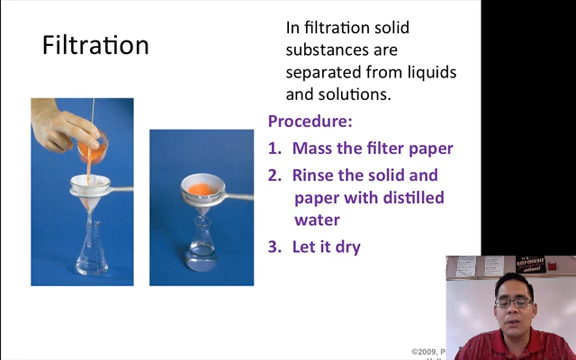 Filtration
In filtration solid
substances are
separated from liquids
and solutions.
Procedure:
1. Mass the filter paper
2. Rinse the solid and
paper with distilled
water
3. Let it dry
©2009, P